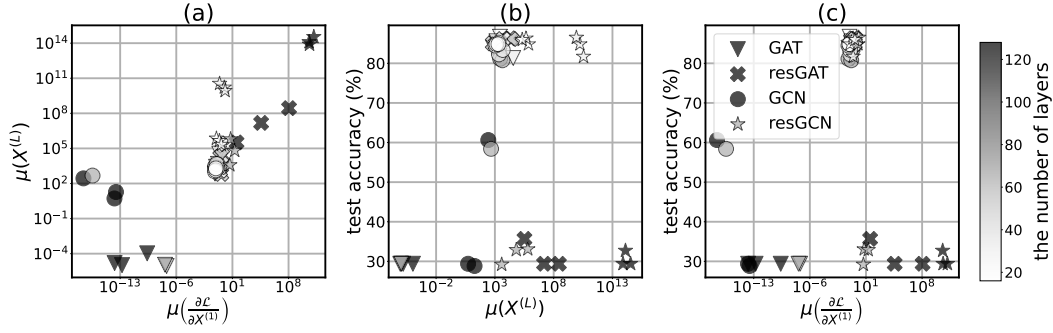 (a)
10^14
10^11
10^8
10^5
10^2
10^−1
10^−4
μ(X^(L))
10^−13
10^−6
10^1
10^8
μ(∂ℒ/∂X^(1))
(b)
80
70
60
50
40
30
test accuracy (%)
10^−2
10^3
10^8
10^13
μ(X^(L))
(c)
GAT
resGAT
GCN
resGCN
80
70
60
50
40
30
test accuracy (%)
10^−13
10^−6
10^1
10^8
μ(∂ℒ/∂X^(1))
120
100
80
60
40
20
the number of layers